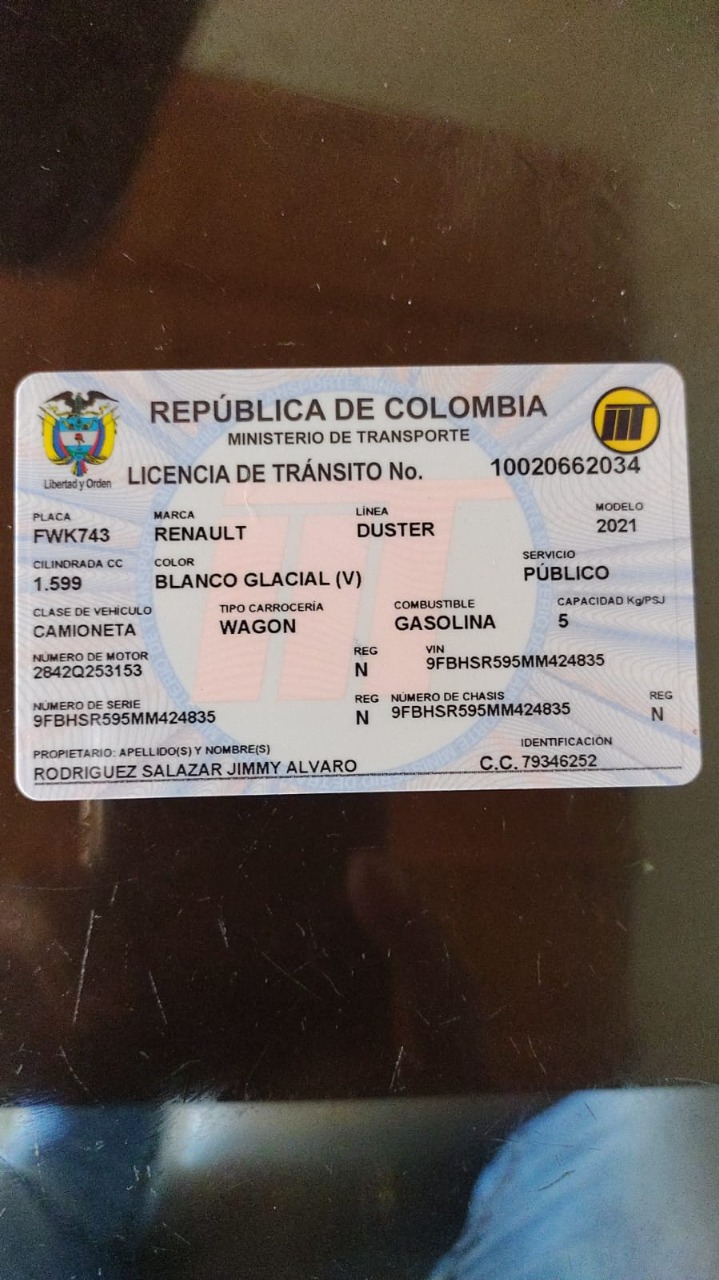 REPÚBLICA DE COLOMBIA
MINISTERIO DE TRANSPORTE
Libertad y Orden
LICENCIA DE TRÁNSITO No. 10020662034
PLACA MARCA LÍNEA MODELO
FWK743 RENAULT DUSTER 2021
CILINDRADA CC COLOR SERVICIO
1.599 BLANCO GLACIAL (V) PÚBLICO
CLASE DE VEHICULO TIPO CARROCERÍA COMBUSTIBLE CAPACIDAD Kg/PSJ
CAMIONETA WAGON GASOLINA 5
NÚMERO DE MOTOR REG VIN
2842Q253153 N 9FBHSR595MM424835
NÚMERO DE SERIE REG NÚMERO DE CHASIS REG
9FBHSR595MM424835 N 9FBHSR595MM424835 N
PROPIETARIO: APELLIDO(S) Y NOMBRE(S) IDENTIFICACIÓN
RODRIGUEZ SALAZAR JIMMY ALVARO C.C. 79346252